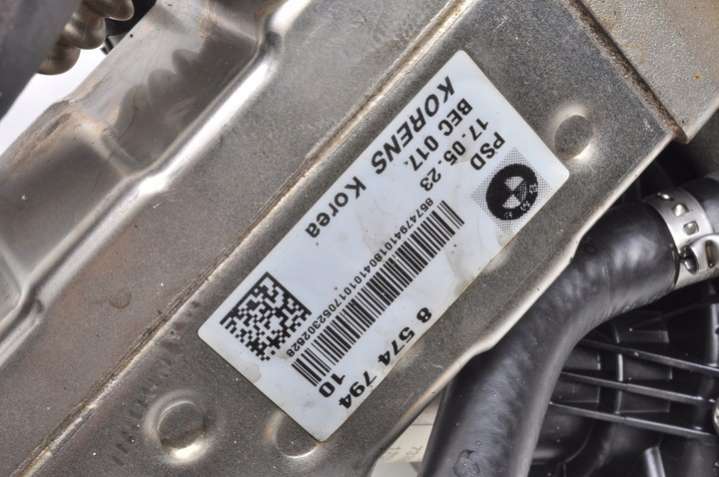 PSD
17. 05. 23
BEC 017.
KORENS Korea
8 574 794
10